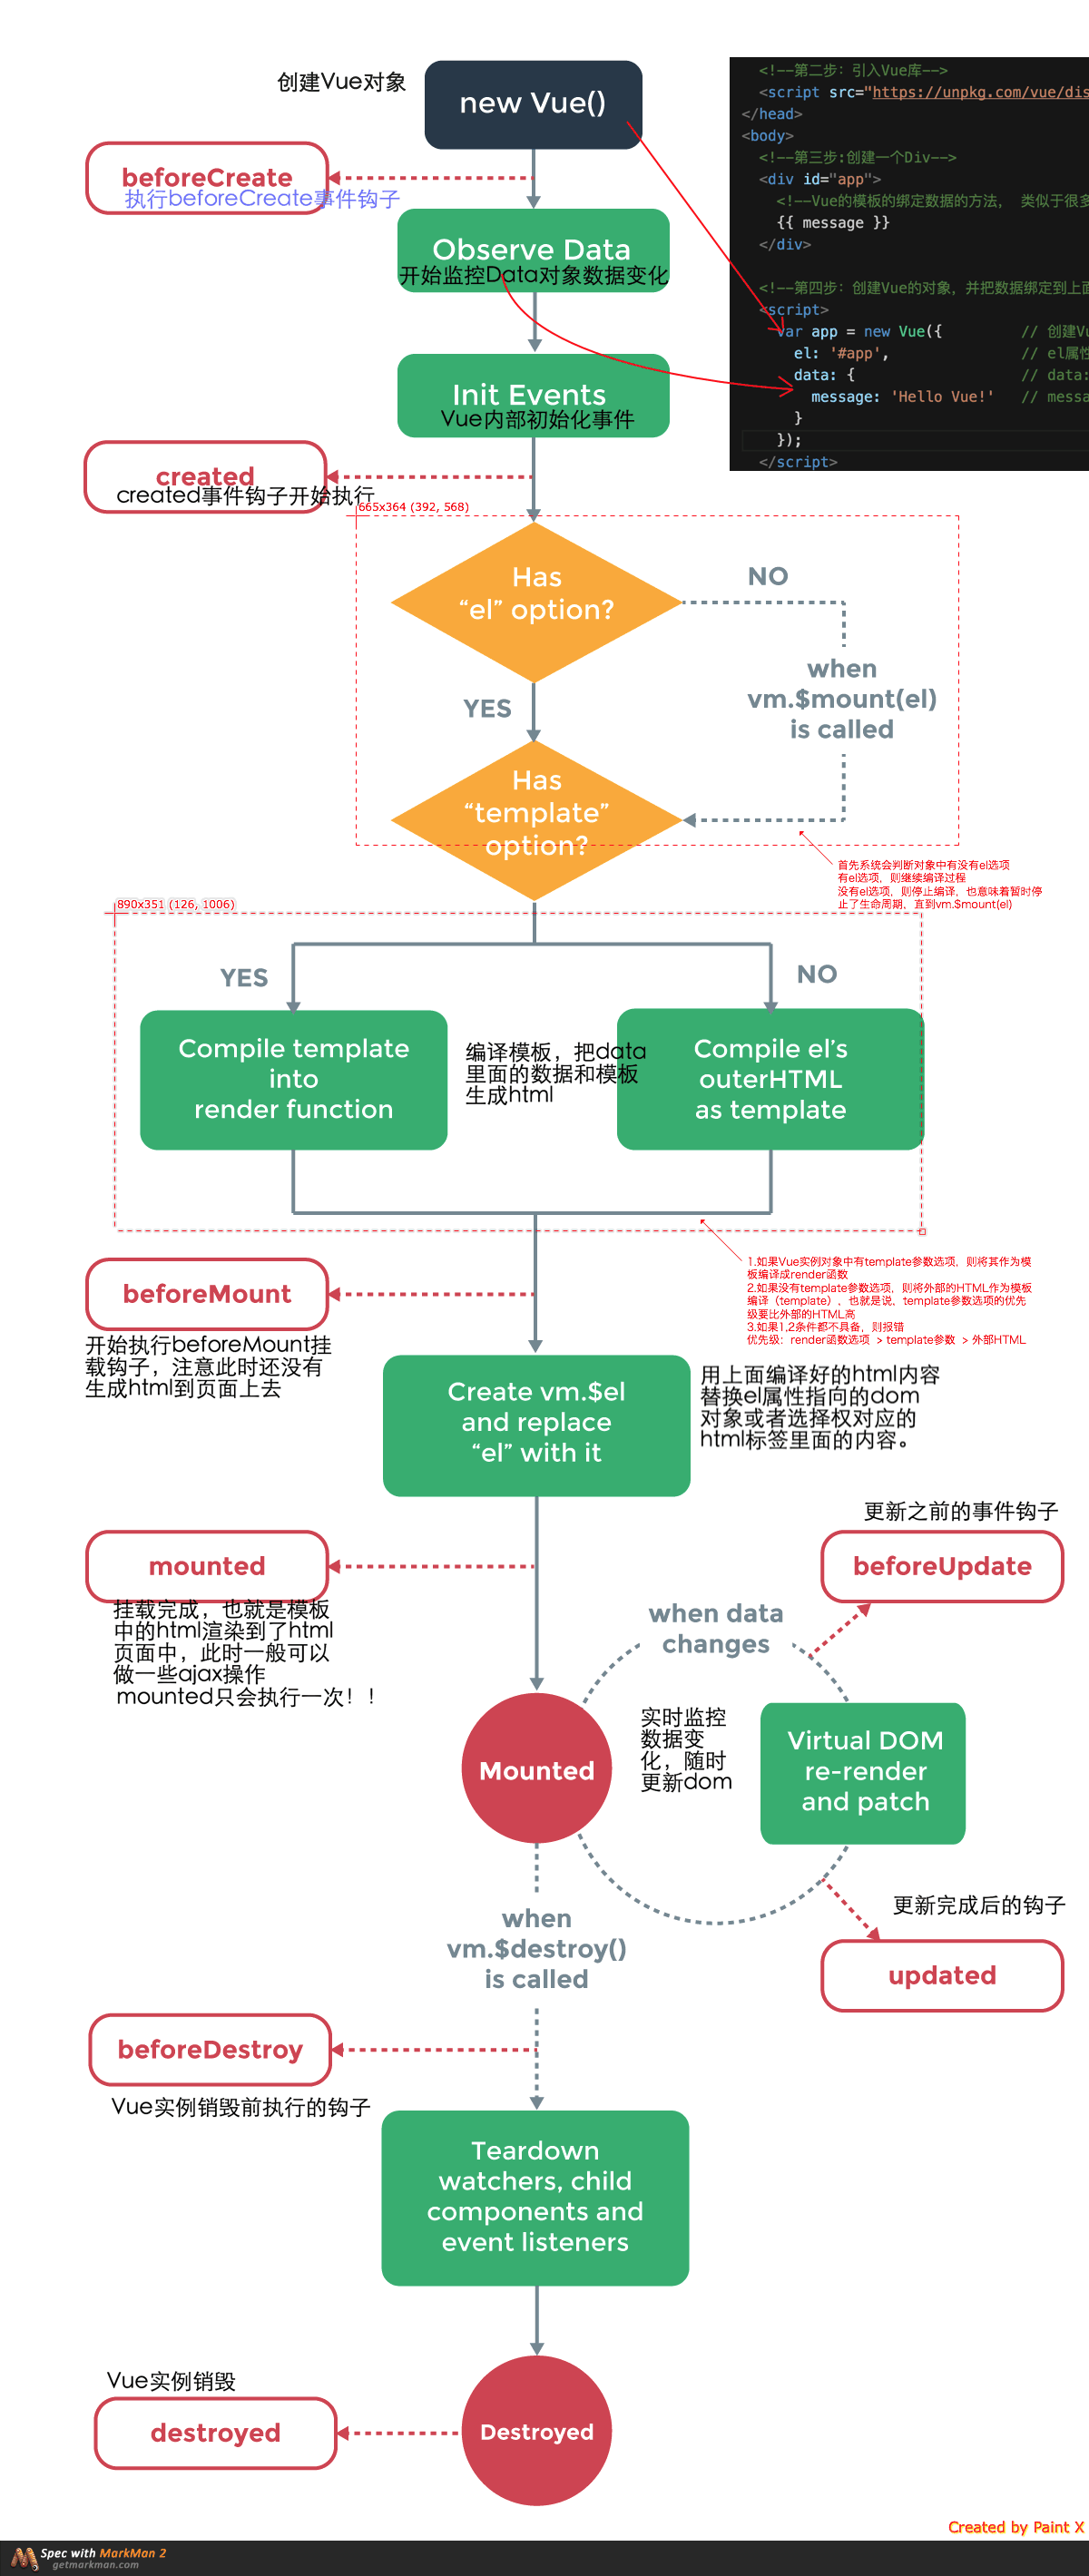 创建Vue对象
new Vue()
<!--第二步：引入Vue库-->
<script src="https://unpkg.com/vue/dis
</head>
<body>
<!--第三步:创建一个Div-->
<div id="app">
<!--Vue的模板的绑定数据的方法， 类似于很多
{{ message }}
</div>
<!--第四步：创建Vue的对象，并把数据绑定到上面
<script>
var app = new Vue({ // 创建Vu
el: '#app', // el属性
data: { // data:
message: 'Hello Vue!' // messa
}
});
</script>
beforeCreate
执行beforeCreate事件钩子
Observe Data
开始监控Data对象数据变化
Init Events
Vue内部初始化事件
created
created事件钩子开始执行
665x364 (392, 568)
Has
“el” option?
NO
when
vm.$mount(el)
is called
YES
Has
“template”
option?
首先系统会判断对象中有没有el选项
有el选项，则继续编译过程
没有el选项，则停止编译，也意味着暂时停
止了生命周期，直到vm.$mount(el)
890x351 (126, 1006)
YES
NO
Compile template
into
render function
编译模板，把data
里面的数据和模板
生成html
Compile el’s
outerHTML
as template
1.如果Vue实例对象中有template参数选项，则将其作为模
板编译成render函数
2.如果没有template参数选项，则将外部的HTML作为模板
编译（template），也就是说，template参数选项的优先
级要比外部的HTML高
3.如果1,2条件都不具备，则报错
优先级：render函数选项 > template参数 > 外部HTML
beforeMount
开始执行beforeMount挂
载钩子，注意此时还没有
生成html到页面上去
Create vm.$el
and replace
“el” with it
用上面编译好的html内容
替换el属性指向的dom
对象或者选择权对应的
html标签里面的内容。
更新之前的事件钩子
beforeUpdate
mounted
挂载完成，也就是模板
中的html渲染到了html
页面中，此时一般可以
做一些ajax操作
mounted只会执行一次！！
when data
changes
实时监控
数据变
化，随时
更新dom
Virtual DOM
re-render
and patch
Mounted
更新完成后的钩子
updated
when
vm.$destroy()
is called
beforeDestroy
Vue实例销毁前执行的钩子
Teardown
watchers, child
components and
event listeners
Vue实例销毁
destroyed
Destroyed
Created by Paint X
Spec with MarkMan 2
getmarkman.com